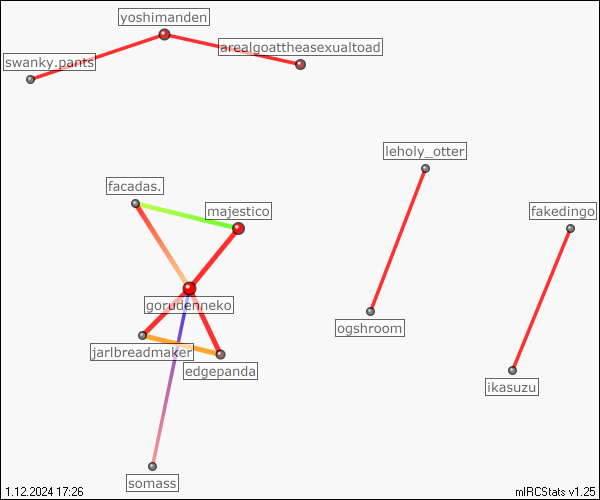 yoshimanden
arealgoattheasexualtoad
swanky.pants
leholy_otter
facadas.
majestico
fakedingo
gorudenneko
ogshroom
jarlbreadmaker
edgepanda
ikasuzu
somass
1.12.2024 17:26
mIRCStats v1.25